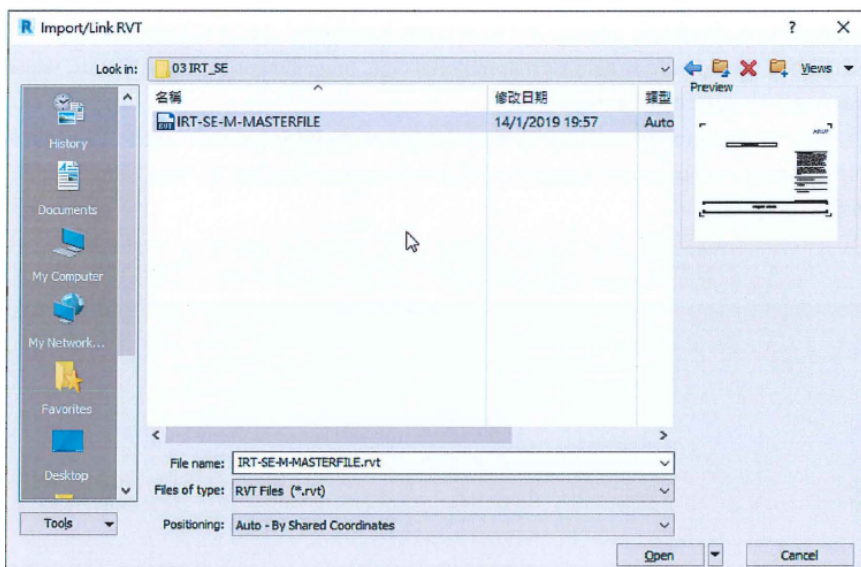 Import/Link RVT
Look in: 03 IRT_SE
Views
名稱 修改日期 類型
IRT-SE-M-MASTERFILE 14/1/2019 19:57 Auto
Preview
History
Documents
My Computer
My Network...
Favorites
Desktop
File name: IRT-SE-M-MASTERFILE.rvt
Files of type: RVT Files (*.rvt)
Tools
Positioning: Auto - By Shared Coordinates
Open
Cancel